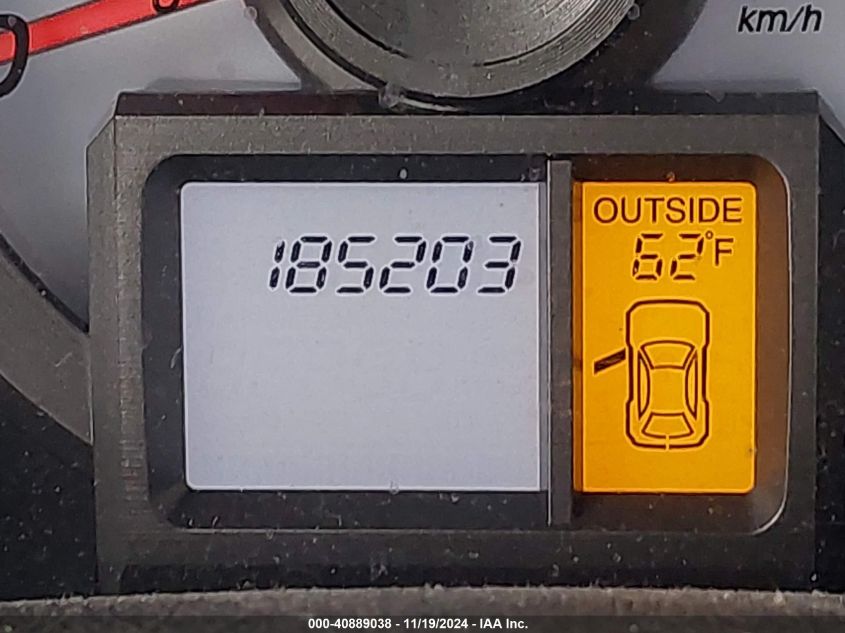 km/h
OUTSIDE
185203
62°F
000-40889038 - 11/19/2024 - IAA Inc.